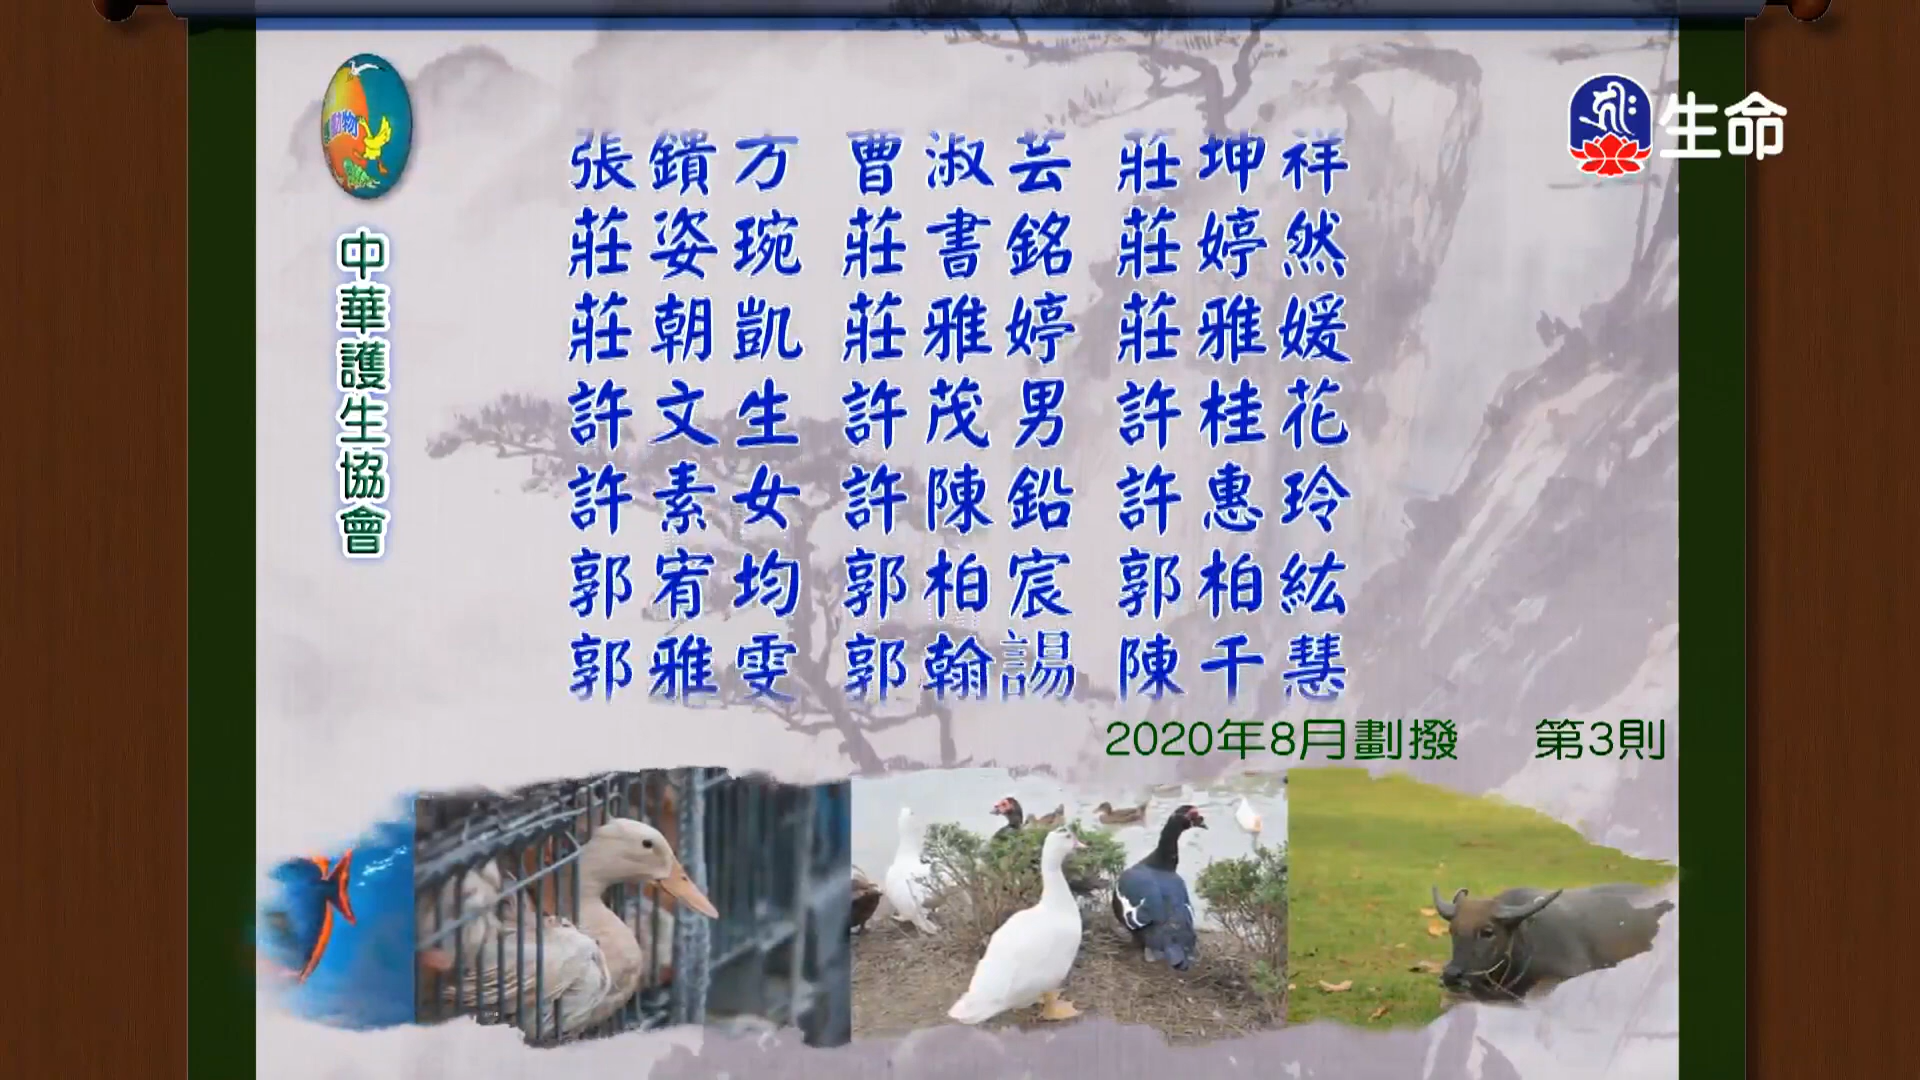 動物
生命
中華護生協會
張鐨方 曹淑芸 莊坤祥
莊姿琬 莊書銘 莊婷然
莊朝凱 莊雅婷 莊雅媛
許文生 許茂男 許桂花
許素女 許陳鉛 許惠玲
郭宥均 郭柏宸 郭柏紘
郭雅雯 郭翰諹 陳千慧
2020年8月劃撥 第3則